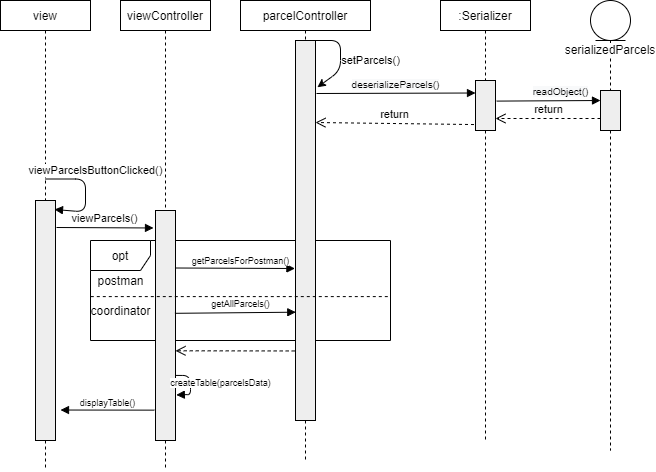 view
viewController
parcelController
:Serializer
serializedParcels
setParcels()
deserializeParcels()
readObject()
return
return
viewParcelsButtonClicked()
viewParcels()
opt
getParcelsForPostman()
postman
coordinator
getAllParcels()
createTable(parcelsData)
displayTable()